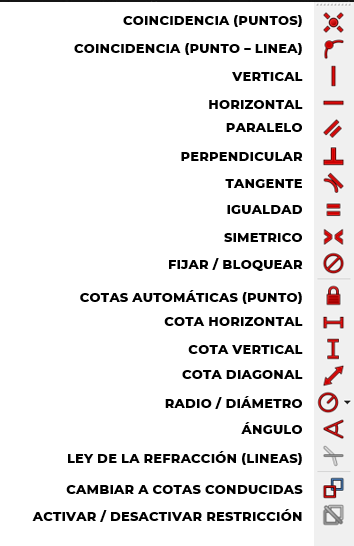 COINCIDENCIA (PUNTOS)
COINCIDENCIA (PUNTO – LINEA)
VERTICAL
HORIZONTAL
PARALELO
PERPENDICULAR
TANGENTE
IGUALDAD
SIMETRICO
FIJAR / BLOQUEAR
COTAS AUTOMÁTICAS (PUNTO)
COTA HORIZONTAL
COTA VERTICAL
COTA DIAGONAL
RADIO / DIÁMETRO
ÁNGULO
LEY DE LA REFRACCIÓN (LINEAS)
CAMBIAR A COTAS CONDUCIDAS
ACTIVAR / DESACTIVAR RESTRICCIÓN